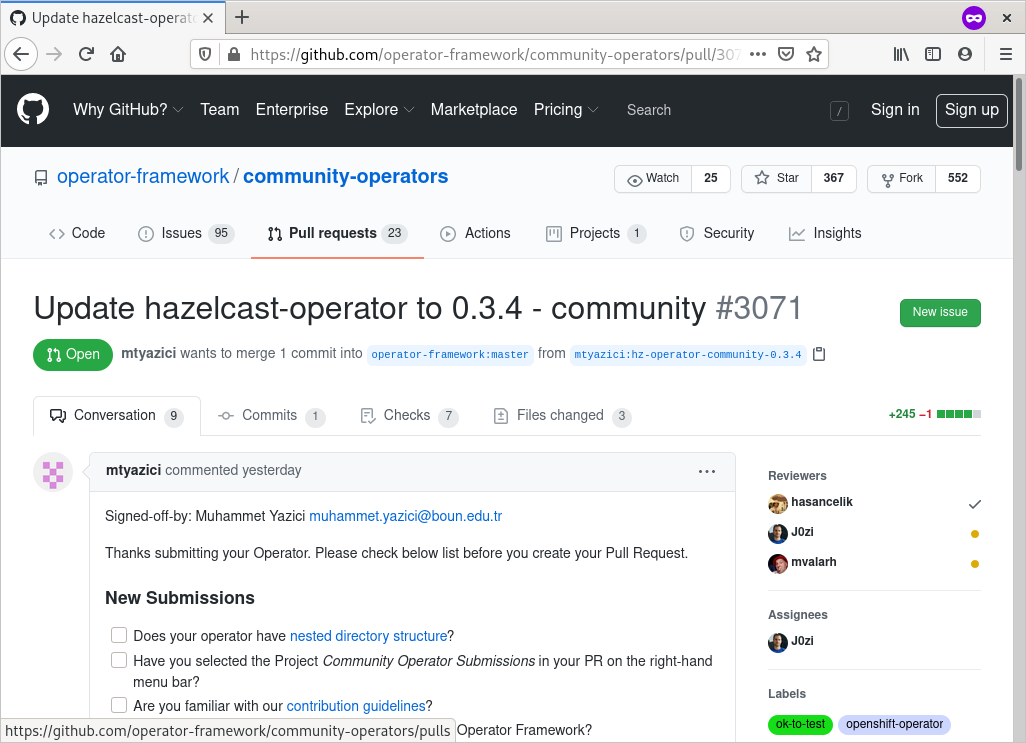 Update hazelcast-operato
https://github.com/operator-framework/community-operators/pull/307
Why GitHub? Team Enterprise Explore Marketplace Pricing Search / Sign in Sign up
operator-framework / community-operators Watch 25 Star 367 Fork 552
Code Issues 95 Pull requests 23 Actions Projects 1 Security Insights
Update hazelcast-operator to 0.3.4 - community #3071 New issue
Open mtyazici wants to merge 1 commit into operator-framework:master from mtyazici:hz-operator-community-0.3.4
Conversation 9 Commits 1 Checks 7 Files changed 3 +245 −1
mtyazici commented yesterday
Signed-off-by: Muhammet Yazici muhammet.yazici@boun.edu.tr
Thanks submitting your Operator. Please check below list before you create your Pull Request.
New Submissions
Does your operator have nested directory structure?
Have you selected the Project Community Operator Submissions in your PR on the right-hand
menu bar?
Are you familiar with our contribution guidelines?
Operator Framework?
Reviewers
hasancelik
J0zi
mvalarh
Assignees
J0zi
Labels
ok-to-test openshift-operator
https://github.com/operator-framework/community-operators/pulls